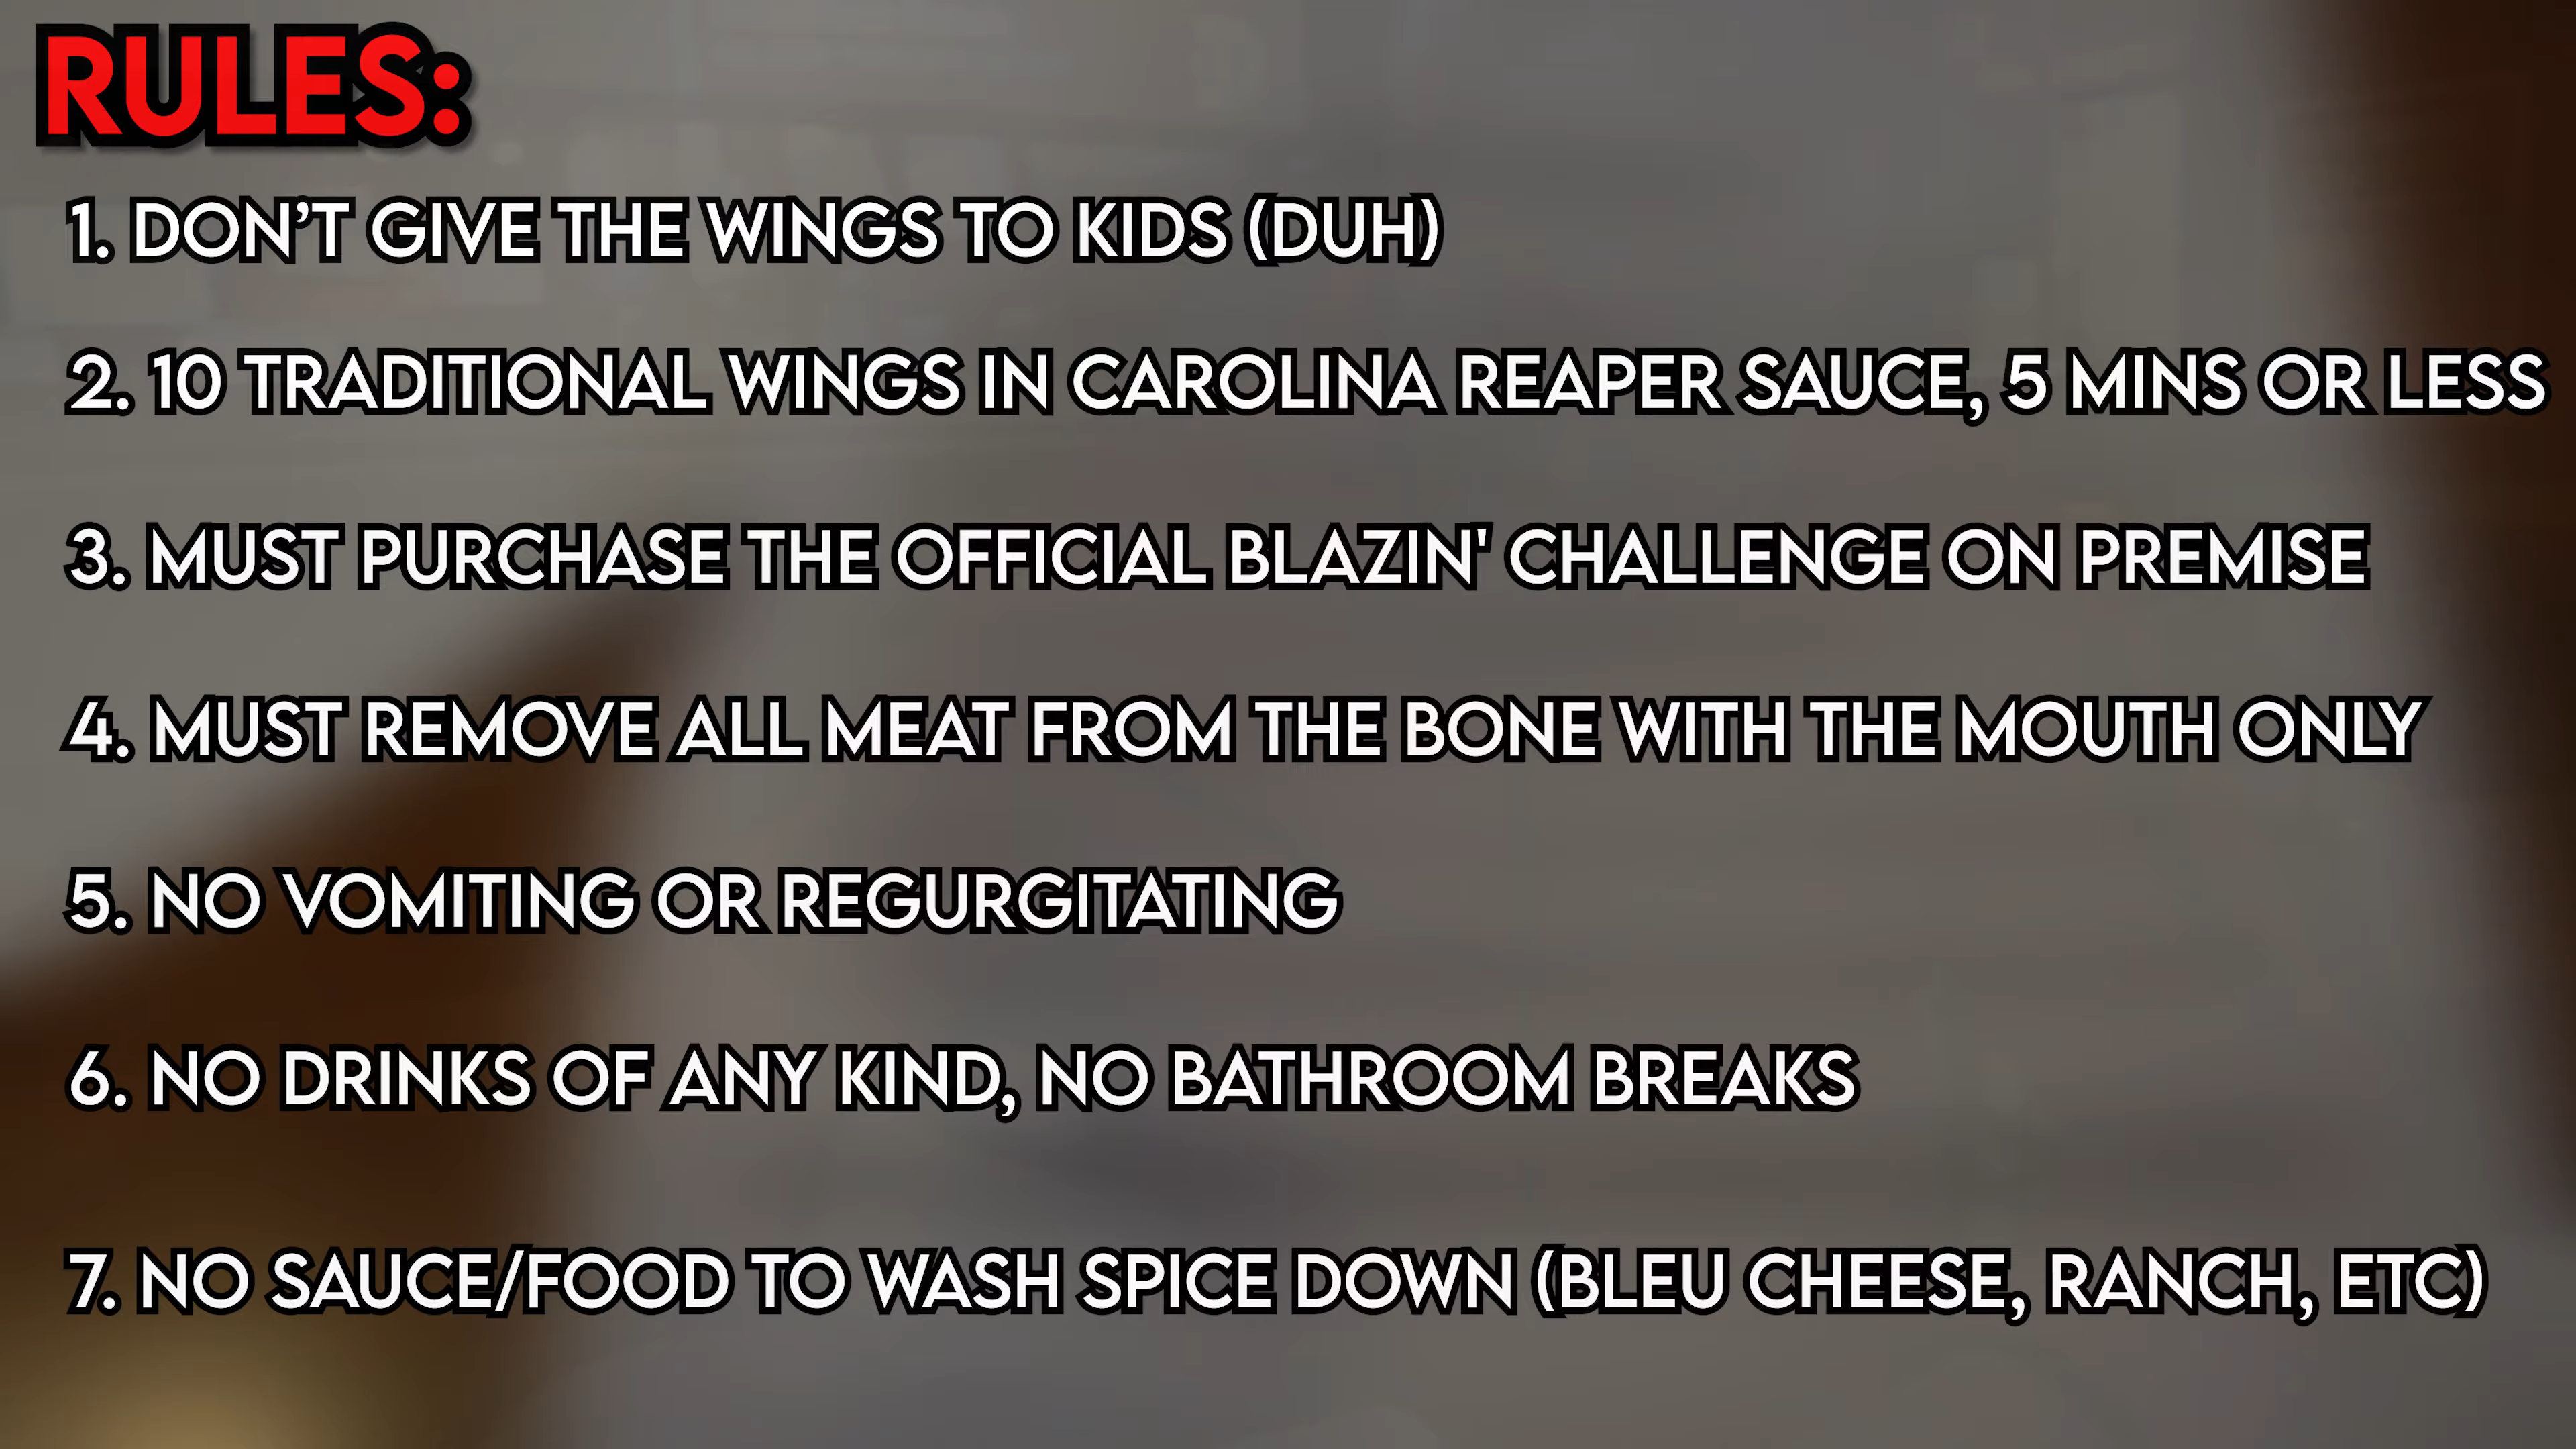 RULES:
1. DON'T GIVE THE WINGS TO KIDS (DUH)
2. 10 TRADITIONAL WINGS IN CAROLINA REAPER SAUCE, 5 MINS OR LESS
3. MUST PURCHASE THE OFFICIAL BLAZIN' CHALLENGE ON PREMISE
4. MUST REMOVE ALL MEAT FROM THE BONE WITH THE MOUTH ONLY
5. NO VOMITING OR REGURGITATING
6. NO DRINKS OF ANY KIND, NO BATHROOM BREAKS
7. NO SAUCE/FOOD TO WASH SPICE DOWN (BLEU CHEESE, RANCH, ETC)